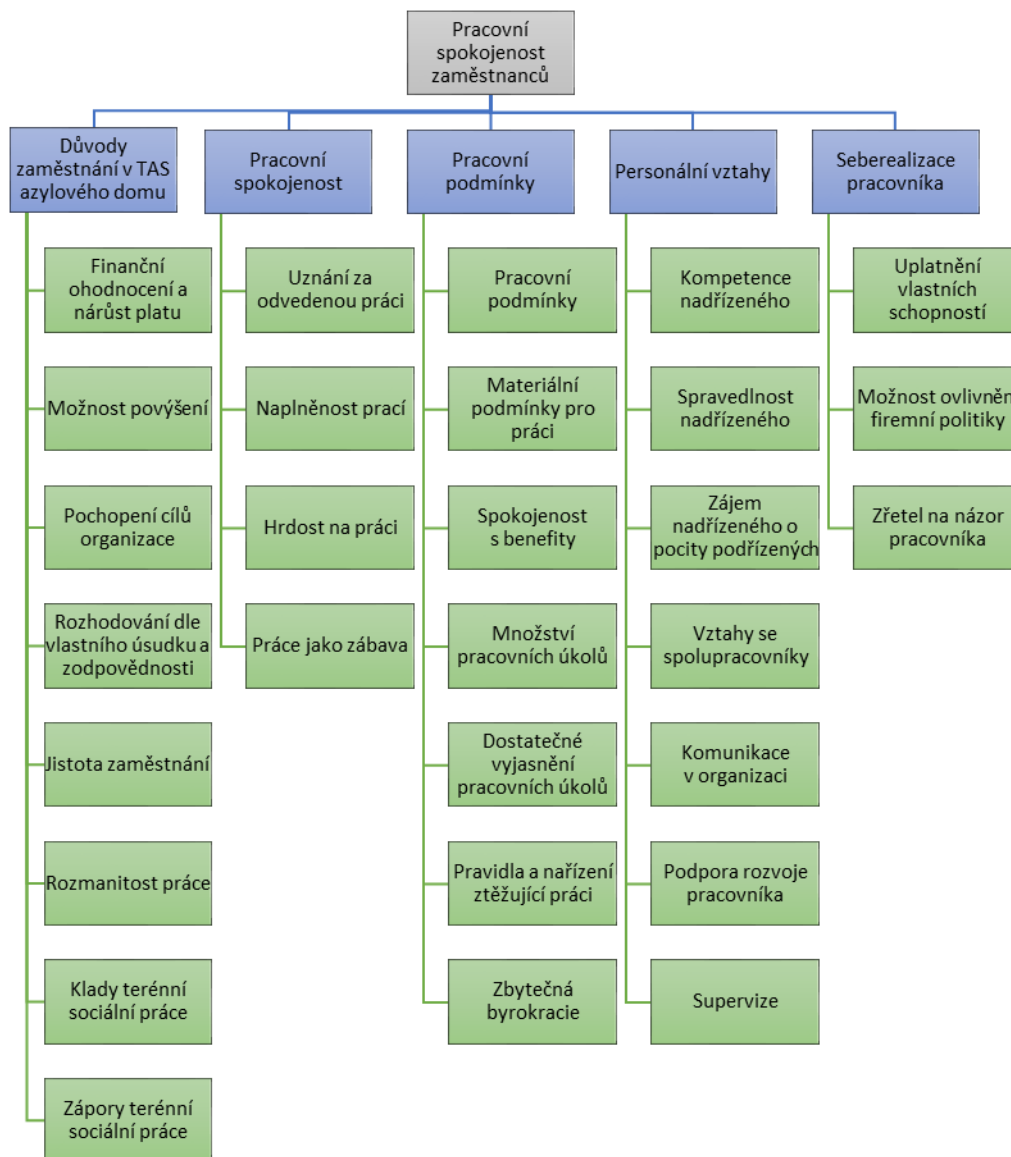 Pracovní
spokojenost
zaměstnanců
Důvody
zaměstnání v TAS
azylového domu
Pracovní
spokojenost
Pracovní
podmínky
Personální vztahy
Seberealizace
pracovníka
Finanční
ohodnocení a
nárůst platu
Možnost povýšení
Pochopení cílů
organizace
Rozhodování dle
vlastního úsudku a
zodpovědnosti
Jistota zaměstnání
Rozmanitost práce
Klady terénní
sociální práce
Zápory terénní
sociální práce
Uznání za
odvedenou práci
Naplněnost prací
Hrdost na práci
Práce jako zábava
Pracovní
podmínky
Materiální
podmínky pro
práci
Spokojenost
s benefity
Množství
pracovních úkolů
Dostatečné
vyjasnění
pracovních úkolů
Pravidla a nařízení
ztěžující práci
Zbytečná
byrokracie
Kompetence
nadřízeného
Spravedlnost
nadřízeného
Zájem
nadřízeného o
pocity podřízených
Vztahy se
spolupracovníky
Komunikace
v organizaci
Podpora rozvoje
pracovníka
Supervize
Uplatnění
vlastních
schopností
Možnost ovlivněn
firemní politiky
Zřetel na názor
pracovníka